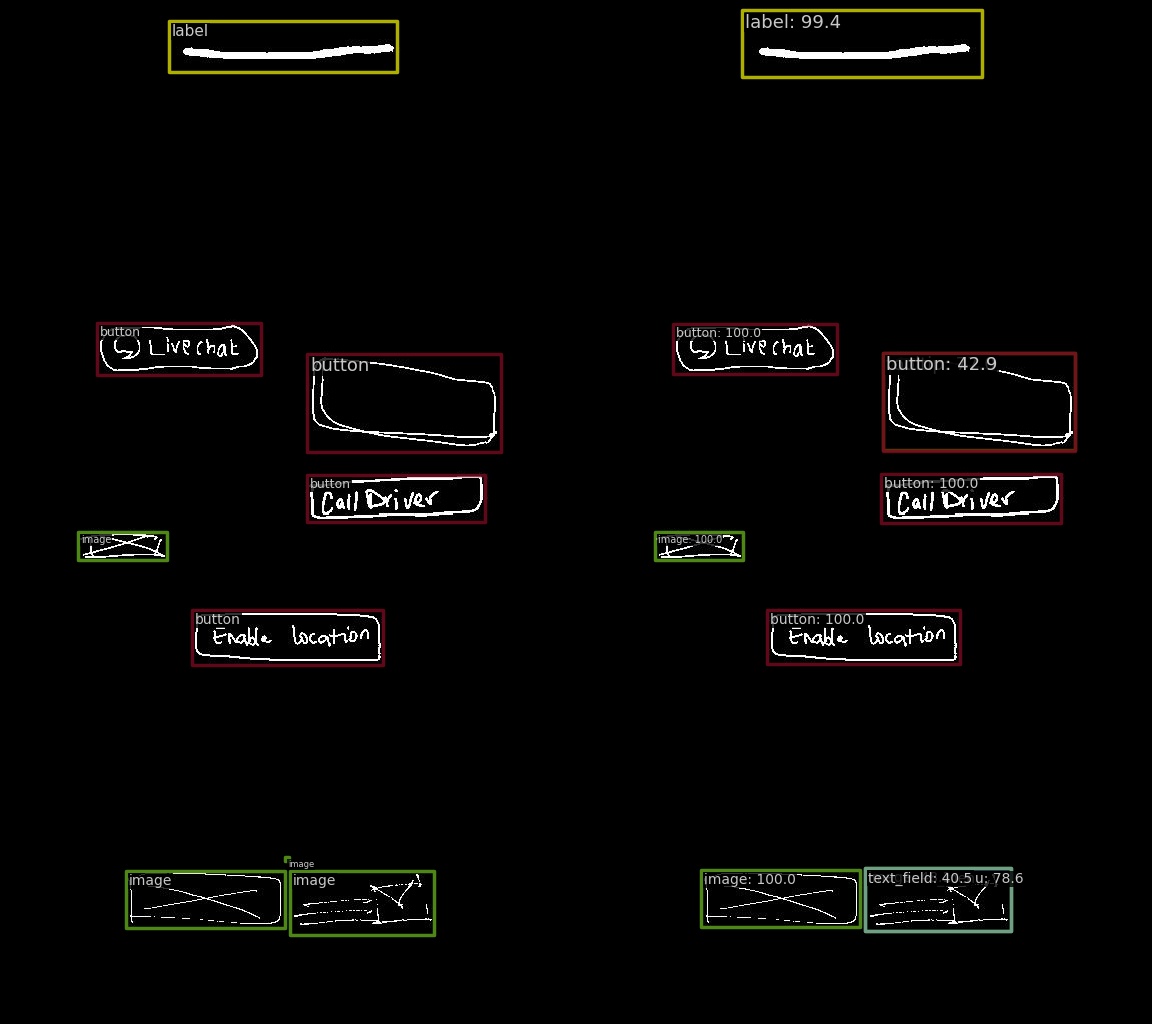 label
label: 99.4
button
Live chat
button: 100.0
Live chat
button
button: 42.9
button
Call Driver
button: 100.0
Call Driver
image
image: 100.0
button
Enable location
button: 100.0
Enable location
image
image
image
image: 100.0
text_field: 40.5 u: 78.6